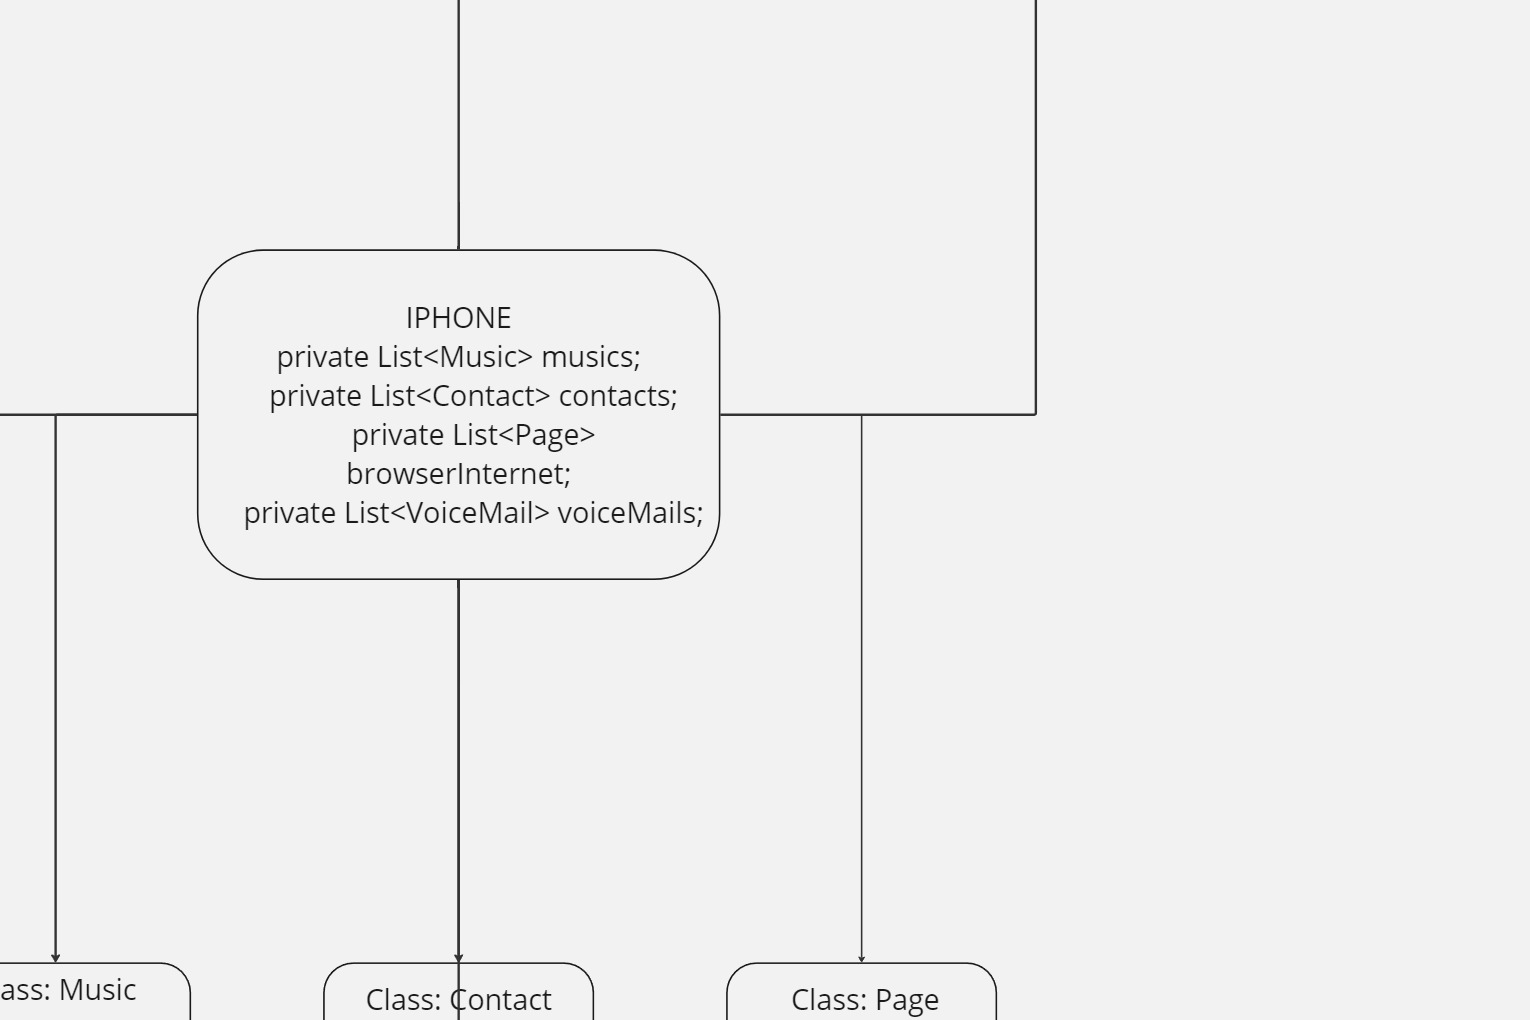 IPHONE
private List<Music> musics;
private List<Contact> contacts;
private List<Page>
browserInternet;
private List<VoiceMail> voiceMails;
ass: Music
Class: Contact
Class: Page